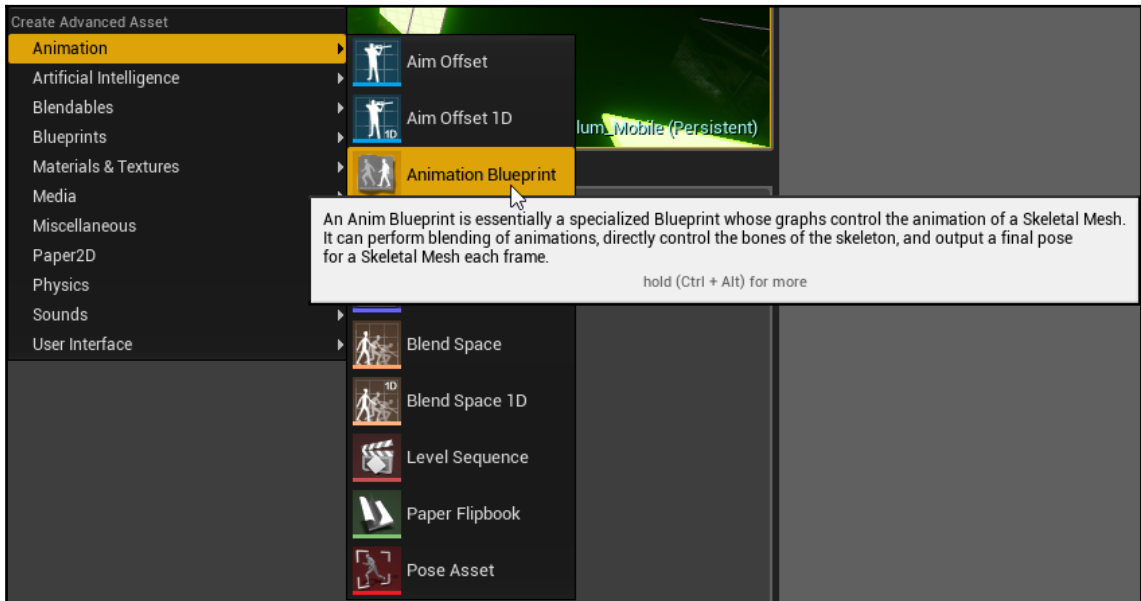 Create Advanced Asset
Animation
Artificial Intelligence
Blendables
Blueprints
Materials & Textures
Media
Miscellaneous
Paper2D
Physics
Sounds
User Interface
Aim Offset
Aim Offset 1D
1D
lum_Mobile (Persistent)
Animation Blueprint
An Anim Blueprint is essentially a specialized Blueprint whose graphs control the animation of a Skeletal Mesh.
It can perform blending of animations, directly control the bones of the skeleton, and output a final pose
for a Skeletal Mesh each frame.
hold (Ctrl + Alt) for more
Blend Space
1D
Blend Space 1D
Level Sequence
Paper Flipbook
Pose Asset